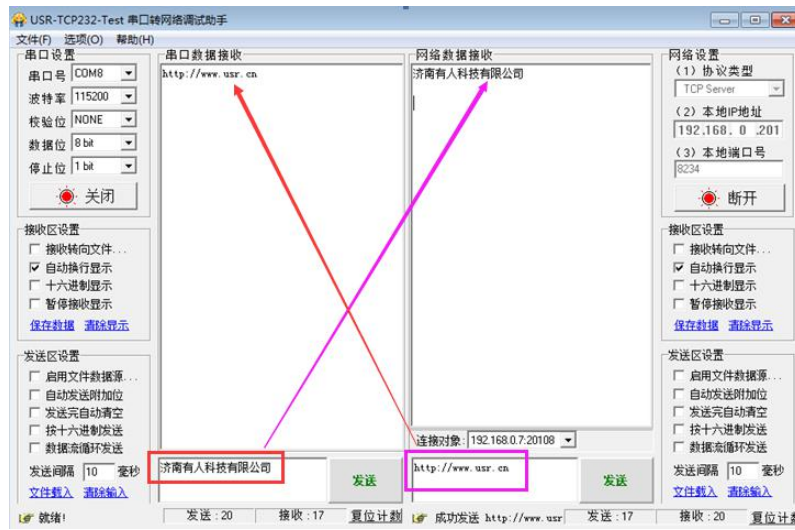 USR-TCP232-Test 串口转网络调试助手
文件(F) 选项(O) 帮助(H)
串口设置
串口号 COM8
波特率 115200
校验位 NONE
数据位 8 bit
停止位 1 bit
关闭
接收区设置
接收转向文件...
自动换行显示
十六进制显示
暂停接收显示
保存数据 清除显示
发送区设置
启用文件数据源...
自动发送附加位
发送完自动清空
按十六进制发送
数据流循环发送
发送间隔 10 毫秒
文件载入 清除输入
串口数据接收
http://www.usr.cn
济南有人科技有限公司
发送
网络数据接收
济南有人科技有限公司
连接对象: 192.168.0.7:20108
http://www.usr.cn
发送
网络设置
(1) 协议类型
TCP Server
(2) 本地IP地址
192.168. 0 .201
(3) 本地端口号
8234
断开
接收区设置
接收转向文件...
自动换行显示
十六进制显示
暂停接收显示
保存数据 清除显示
发送区设置
启用文件数据源...
自动发送附加位
发送完自动清空
按十六进制发送
数据流循环发送
发送间隔 10 毫秒
文件载入 清除输入
就绪! 发送:20 接收:17 复位计数
成功发送 http://www.usr 发送:17 接收:20 复位计